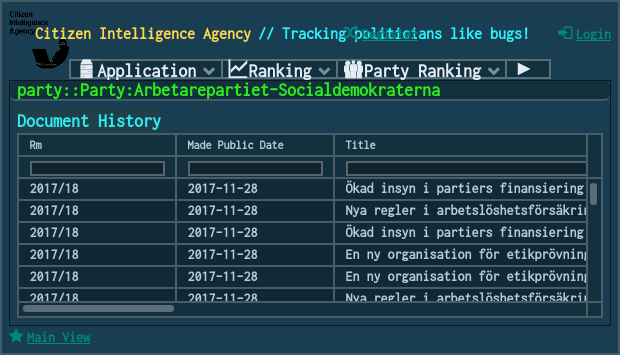 Citizen
Intelligence
Agency
Citizen Intelligence Agency // Tracking politicians like bugs!
Login
Application Ranking Party Ranking
party::Party:Arbetarepartiet-Socialdemokraterna
Document History
Rm Made Public Date Title
2017/18 2017-11-28 Ökad insyn i partiers finansiering
2017/18 2017-11-28 Nya regler i arbetslöshetsförsäkrin
2017/18 2017-11-28 Ökad insyn i partiers finansiering
2017/18 2017-11-28 En ny organisation för etikprövning
2017/18 2017-11-28 En ny organisation för etikprövning
2017/18 2017-11-28 Nya regler i arbetslöshetsförsäkrin
Main View